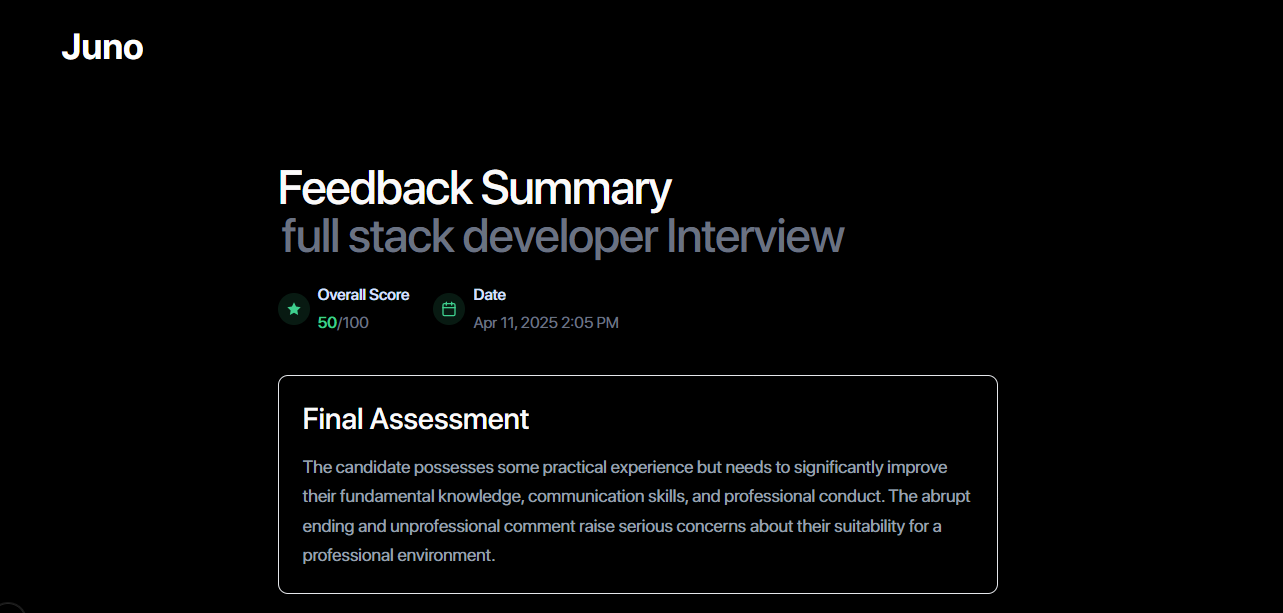 Juno
Feedback Summary
full stack developer Interview
Overall Score
50/100
Date
Apr 11, 2025 2:05 PM
Final Assessment
The candidate possesses some practical experience but needs to significantly improve
their fundamental knowledge, communication skills, and professional conduct. The abrupt
ending and unprofessional comment raise serious concerns about their suitability for a
professional environment.